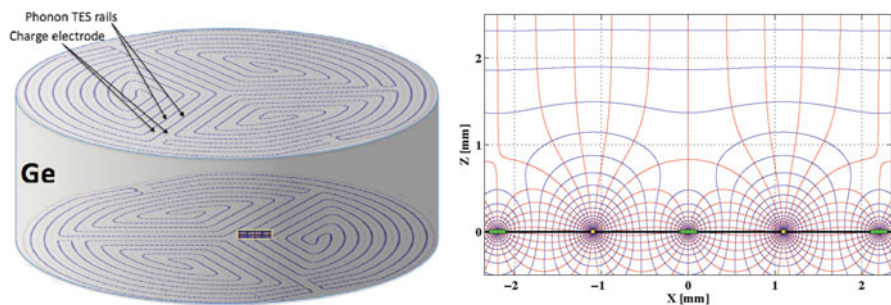 Phonon TES rails
Charge electrode
Ge
Z [mm]
2
1
0
−2
−1
0
1
2
X [mm]